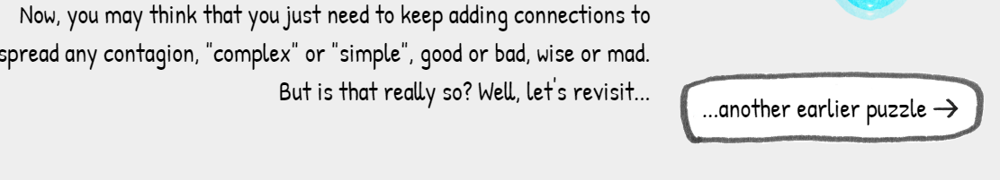 Now, you may think that you just need to keep adding connections to
spread any contagion, "complex" or "simple", good or bad, wise or mad.
But is that really so? Well, let's revisit...
...another earlier puzzle →